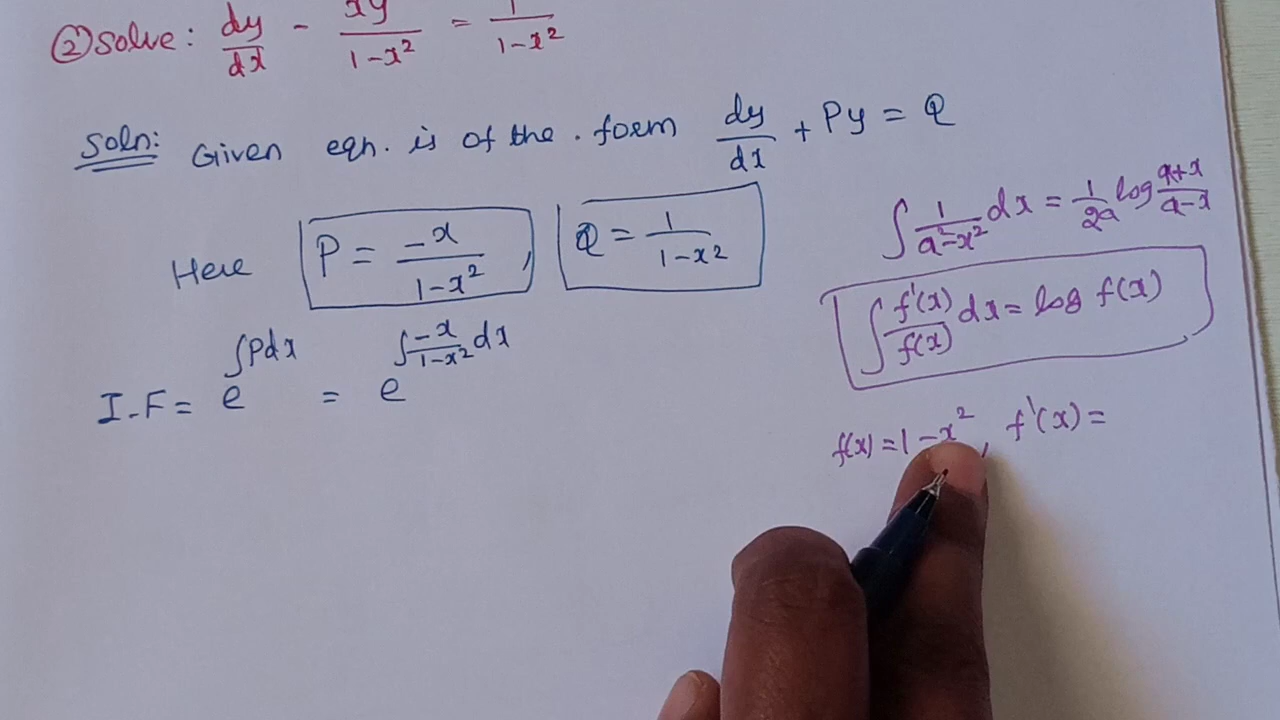 ② Solve: dy/dx - xy/1-x² = 1/1-x²
Soln: Given eqn. is of the . form dy/dx + Py = Q
∫ 1/a²-x² dx = 1/2a log a+x/a-x
Here P = -x/1-x² , Q = 1/1-x²
∫ f'(x)/f(x) dx = log f(x)
I.F = e^∫Pdx = e^∫-x/1-x² dx
f(x) = 1-x², f'(x) =